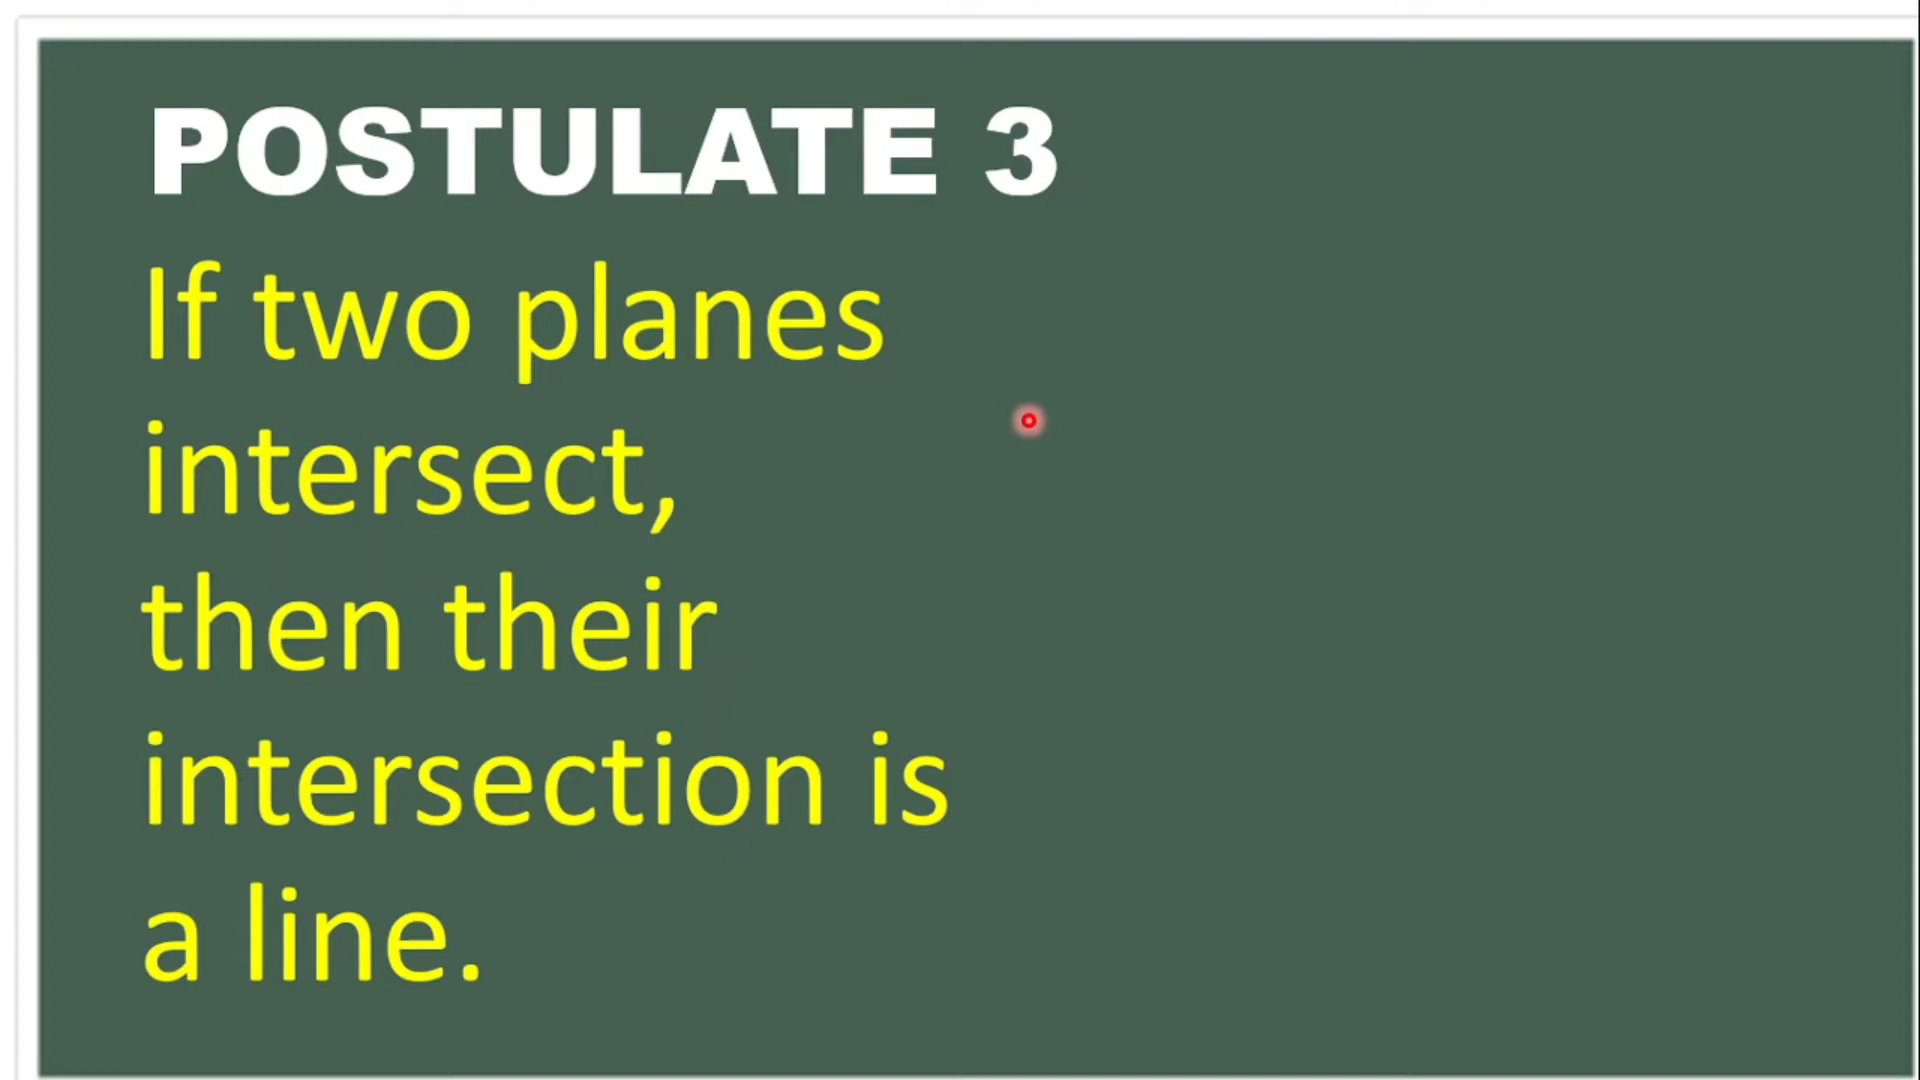 POSTULATE 3
If two planes
intersect,
then their
intersection is
a line.